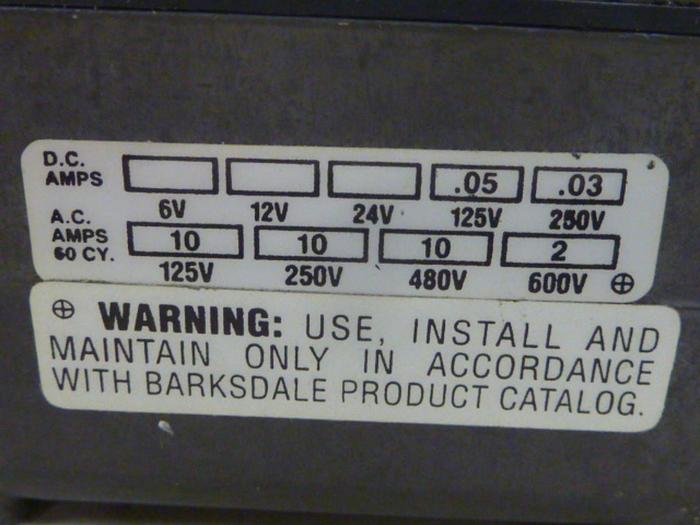 D.C.
AMPS .05 .03
6V 12V 24V 125V 250V
A.C.
AMPS
60 CY. 10 10 10 2
125V 250V 480V 600V
WARNING: USE, INSTALL AND
MAINTAIN ONLY IN ACCORDANCE
WITH BARKSDALE PRODUCT CATALOG.